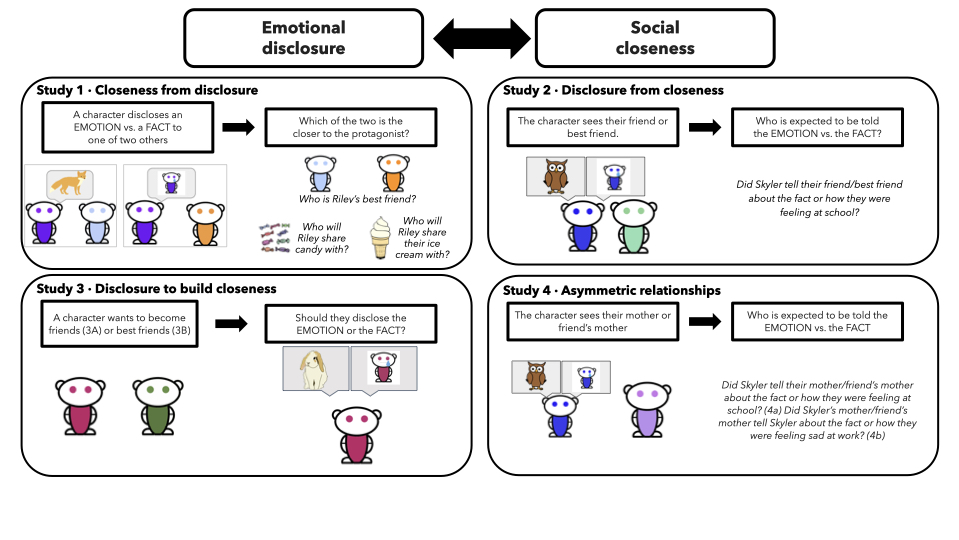 Emotional
disclosure
Social
closeness
Study 1 · Closeness from disclosure
A character discloses an
EMOTION vs. a FACT to
one of two others
Which of the two is the
closer to the protagonist?
Who is Riley's best friend?
Who will
Riley share
candy with?
Who will
Riley share
their ice
cream with?
Study 2 · Disclosure from closeness
The character sees their friend or
best friend.
Who is expected to be told
the EMOTION vs. the FACT?
Did Skyler tell their friend/best friend
about the fact or how they were
feeling at school?
Study 3 · Disclosure to build closeness
A character wants to become
friends (3A) or best friends (3B)
Should they disclose the
EMOTION or the FACT?
Study 4 · Asymmetric relationships
The character sees their mother or
friend's mother
Who is expected to be told the
EMOTION vs. the FACT
Did Skyler tell their mother/friend's mother
about the fact or how they were feeling at
school? (4a) Did Skyler's mother/friend's
mother tell Skyler about the fact or how they
were feeling sad at work? (4b)